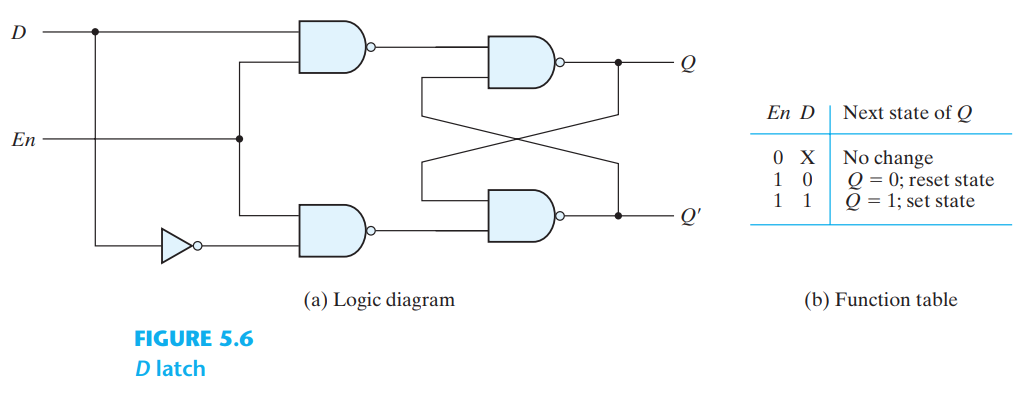 D
En
Q
Q'
En D Next state of Q
0 X No change
1 0 Q = 0; reset state
1 1 Q = 1; set state
(a) Logic diagram
(b) Function table
FIGURE 5.6
D latch